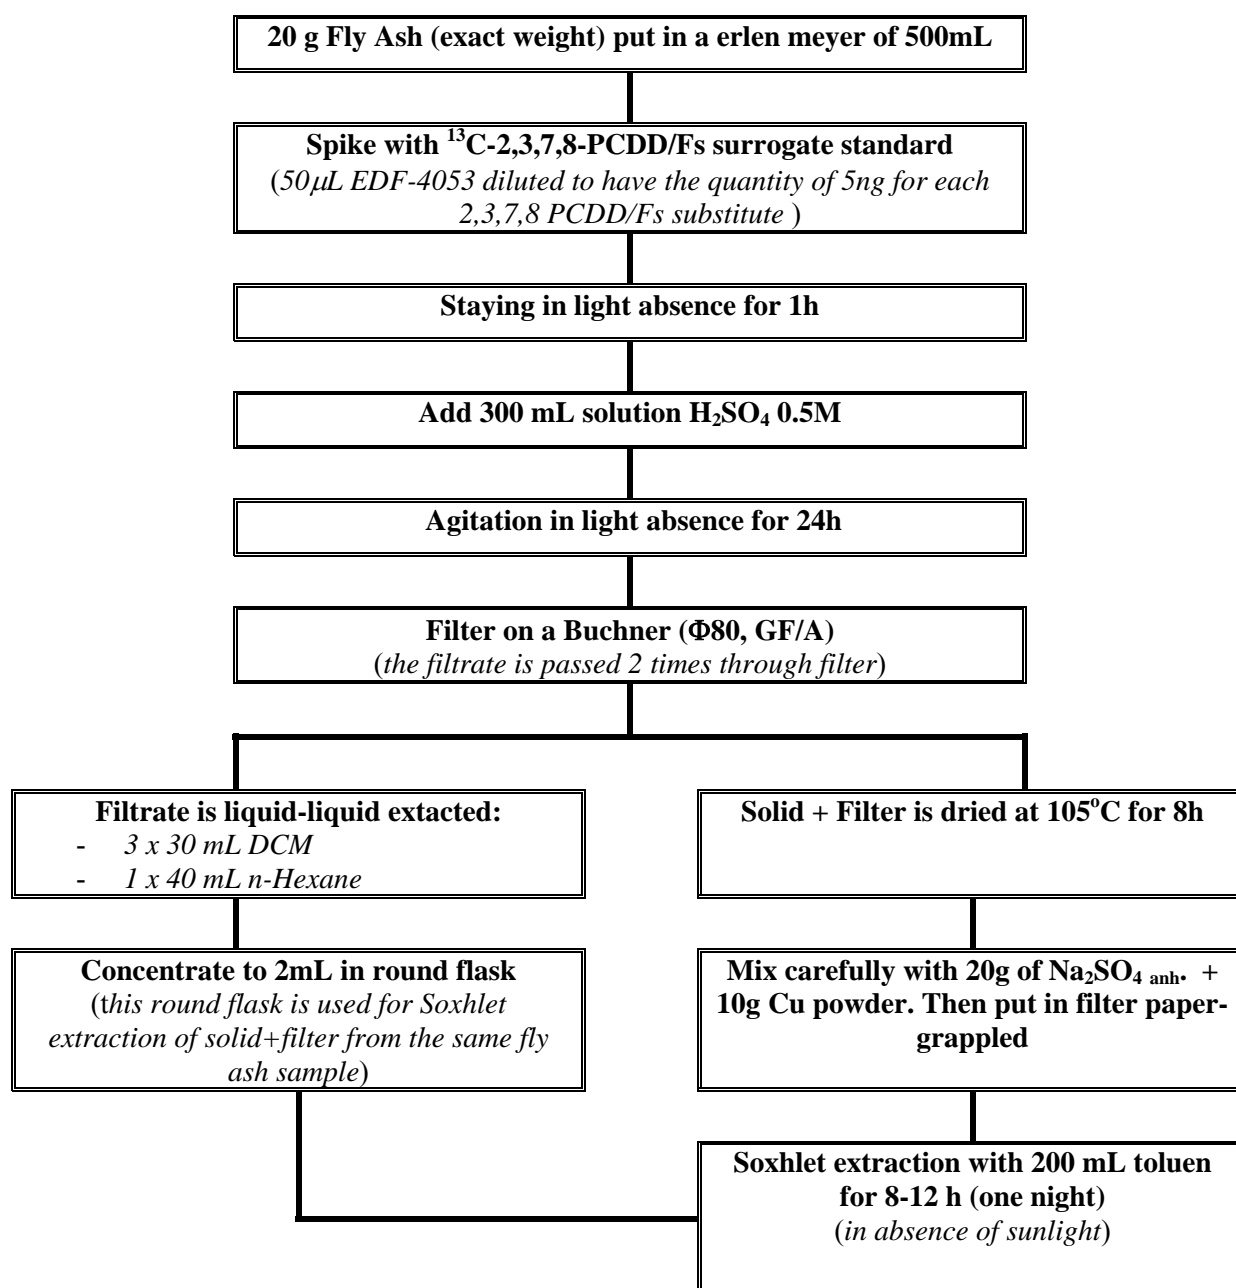 20 g Fly Ash (exact weight) put in a erlen meyer of 500mL
Spike with ¹³C-2,3,7,8-PCDD/Fs surrogate standard
(50μL EDF-4053 diluted to have the quantity of 5ng for each
2,3,7,8 PCDD/Fs substitute )
Staying in light absence for 1h
Add 300 mL solution H₂SO₄ 0.5M
Agitation in light absence for 24h
Filter on a Buchner (Φ80, GF/A)
(the filtrate is passed 2 times through filter)
Filtrate is liquid-liquid extacted:
- 3 x 30 mL DCM
- 1 x 40 mL n-Hexane
Solid + Filter is dried at 105°C for 8h
Concentrate to 2mL in round flask
(this round flask is used for Soxhlet
extraction of solid+filter from the same fly
ash sample)
Mix carefully with 20g of Na₂SO₄ anh. +
10g Cu powder. Then put in filter paper-
grappled
Soxhlet extraction with 200 mL toluen
for 8-12 h (one night)
(in absence of sunlight)